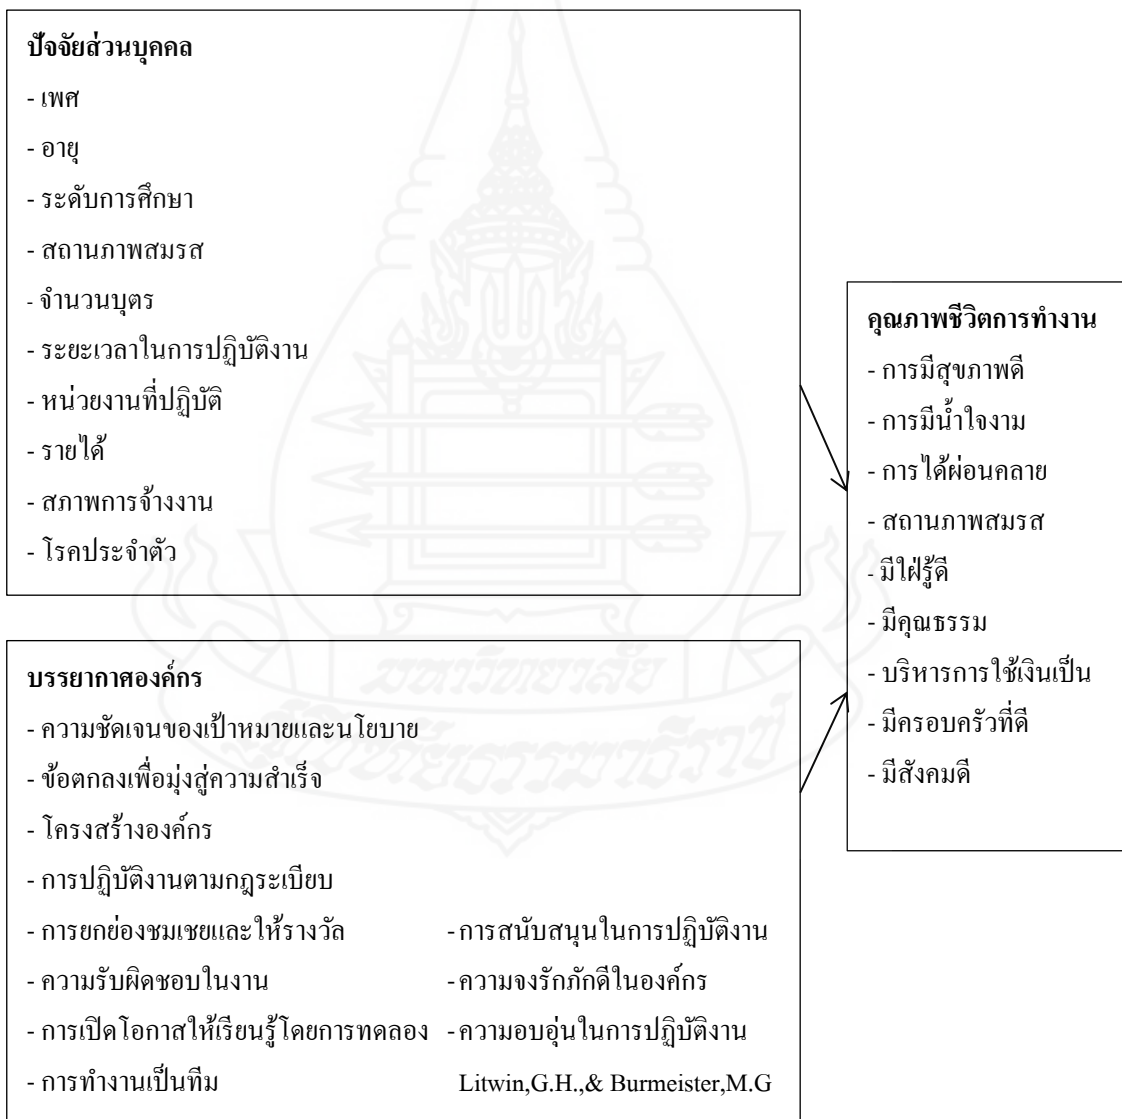 ปัจจัยส่วนบุคคล
- เพศ
- อายุ
- ระดับการศึกษา
- สถานภาพสมรส
- จำนวนบุตร
- ระยะเวลาในการปฏิบัติงาน
- หน่วยงานที่ปฏิบัติ
- รายได้
- สภาพการจ้างงาน
- โรคประจำตัว
คุณภาพชีวิตการทำงาน
- การมีสุขภาพดี
- การมีน้ำใจงาม
- การได้ผ่อนคลาย
- สถานภาพสมรส
- มีใฝ่รู้ดี
- มีคุณธรรม
- บริหารการใช้เงินเป็น
- มีครอบครัวที่ดี
- มีสังคมดี
บรรยากาศองค์กร
- ความชัดเจนของเป้าหมายและนโยบาย
- ข้อตกลงเพื่อมุ่งสู่ความสำเร็จ
- โครงสร้างองค์กร
- การปฏิบัติงานตามกฎระเบียบ
- การยกย่องชมเชยและให้รางวัล - การสนับสนุนในการปฏิบัติงาน
- ความรับผิดชอบในงาน - ความจงรักภักดีในองค์กร
- การเปิดโอกาสให้เรียนรู้โดยการทดลอง - ความอบอุ่นในการปฏิบัติงาน
- การทำงานเป็นทีม Litwin,G.H.,& Burmeister,M.G
มหาวิทยาลัย
สุโขทัยธรรมาธิราช